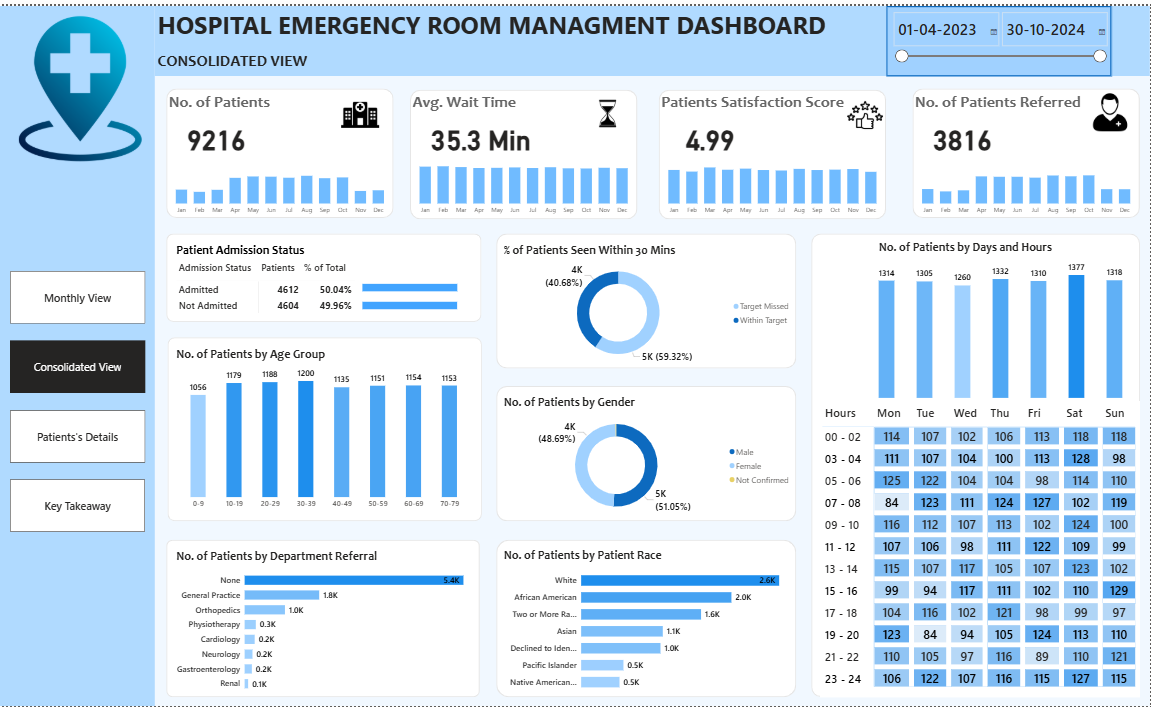 HOSPITAL EMERGENCY ROOM MANAGMENT DASHBOARD
CONSOLIDATED VIEW
01-04-2023 30-10-2024
Monthly View
Consolidated View
Patients's Details
Key Takeaway
No. of Patients
9216
Jan Feb Mar Apr May Jun Jul Aug Sep Oct Nov Dec
Avg. Wait Time
35.3 Min
Jan Feb Mar Apr May Jun Jul Aug Sep Oct Nov Dec
Patients Satisfaction Score
4.99
Jan Feb Mar Apr May Jun Jul Aug Sep Oct Nov Dec
No. of Patients Referred
3816
Jan Feb Mar Apr May Jun Jul Aug Sep Oct Nov Dec
Patient Admission Status
Admission Status Patients % of Total
Admitted 4612 50.04%
Not Admitted 4604 49.96%
No. of Patients by Age Group
1056 1179 1188 1200 1135 1151 1154 1153
0-9 10-19 20-29 30-39 40-49 50-59 60-69 70-79
No. of Patients by Department Referral
None 5.4K
General Practice 1.8K
Orthopedics 1.0K
Physiotherapy 0.3K
Cardiology 0.2K
Neurology 0.2K
Gastroenterology 0.2K
Renal 0.1K
% of Patients Seen Within 30 Mins
4K
(40.68%)
Target Missed
Within Target
5K (59.32%)
No. of Patients by Gender
4K
(48.69%)
Male
Female
Not Confirmed
5K
(51.05%)
No. of Patients by Patient Race
White 2.6K
African American 2.0K
Two or More Ra... 1.6K
Asian 1.1K
Declined to Iden... 1.0K
Pacific Islander 0.5K
Native American... 0.5K
No. of Patients by Days and Hours
1314 1305 1260 1332 1310 1377 1318
Hours Mon Tue Wed Thu Fri Sat Sun
00 - 02 114 107 102 106 113 118 118
03 - 04 111 107 104 100 113 128 98
05 - 06 125 122 104 104 98 114 110
07 - 08 84 123 111 124 127 102 119
09 - 10 116 112 107 113 102 124 100
11 - 12 107 106 98 111 122 109 99
13 - 14 115 107 117 105 107 123 102
15 - 16 99 94 117 111 102 110 129
17 - 18 104 116 102 121 98 99 97
19 - 20 123 84 94 105 124 113 110
21 - 22 110 105 97 116 89 110 121
23 - 24 106 122 107 116 115 127 115